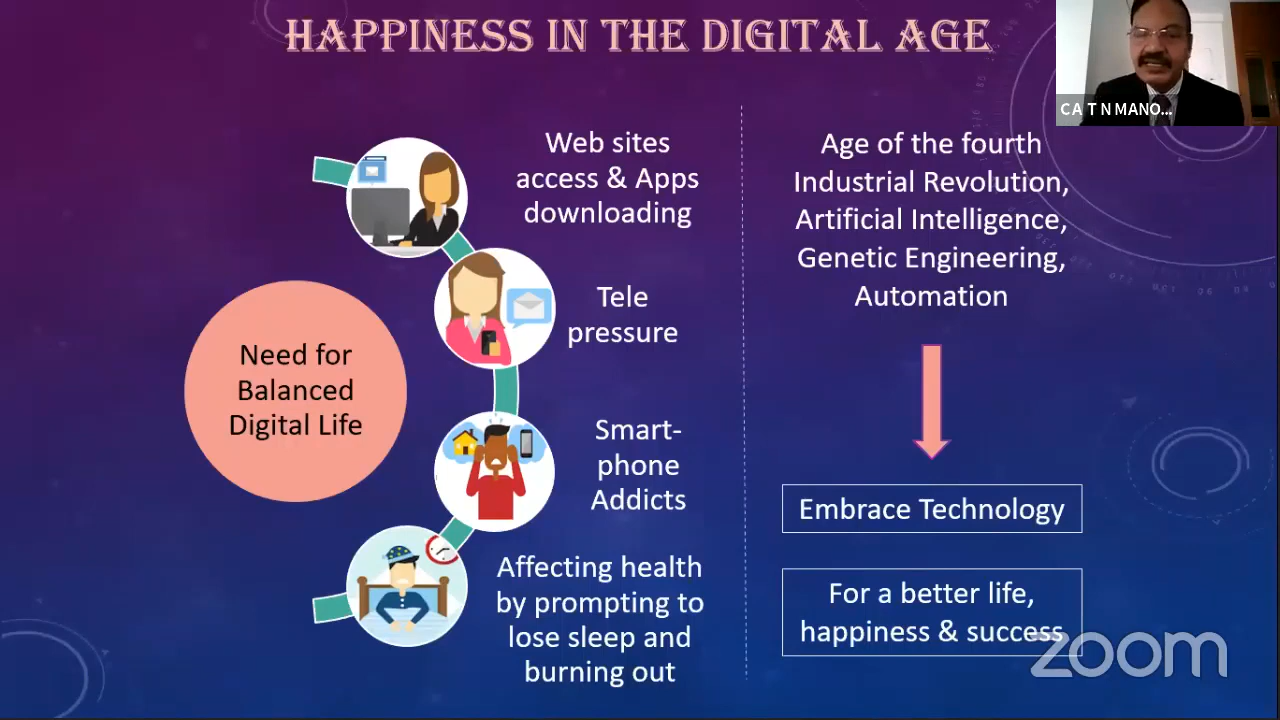 HAPPINESS IN THE DIGITAL AGE
C A T N MANO...
Need for
Balanced
Digital Life
Web sites
access & Apps
downloading
Tele
pressure
Smart-
phone
Addicts
Affecting health
by prompting to
lose sleep and
burning out
Age of the fourth
Industrial Revolution,
Artificial Intelligence,
Genetic Engineering,
Automation
Embrace Technology
For a better life,
happiness & success
zoom